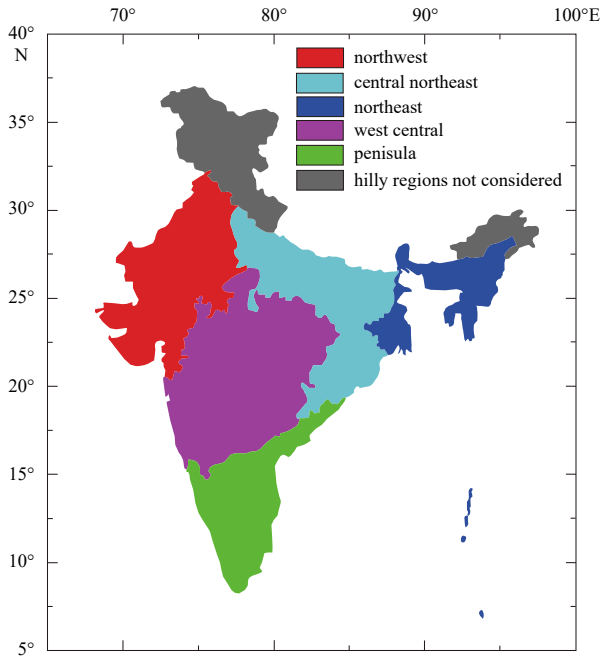 70° 80° 90° 100°E
40°
N
northwest
central northeast
northeast
west central
penisula
hilly regions not considered
35°
30°
25°
20°
15°
10°
5°